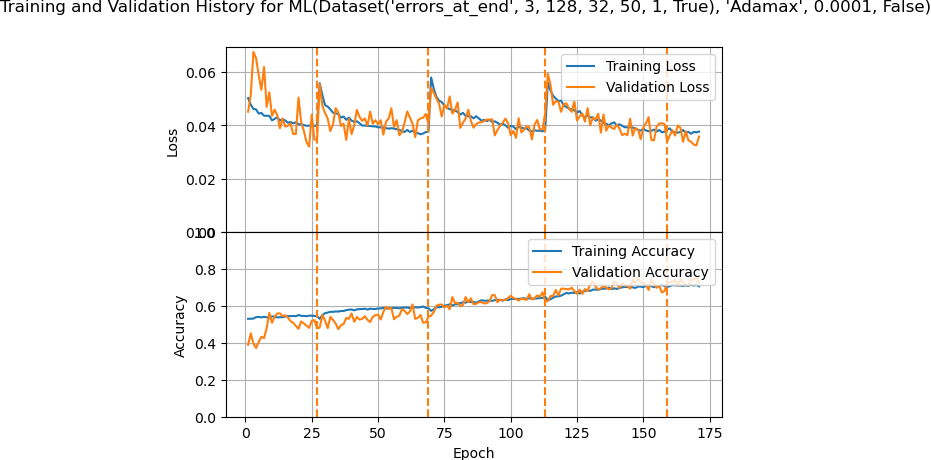 Training and Validation History for ML(Dataset('errors_at_end', 3, 128, 32, 50, 1, True), 'Adamax', 0.0001, False)
Training Loss
Validation Loss
0.06
0.04
0.02
0.00
Loss
Training Accuracy
Validation Accuracy
1.0
0.8
0.6
0.4
0.2
0.0
Accuracy
0 25 50 75 100 125 150 175
Epoch